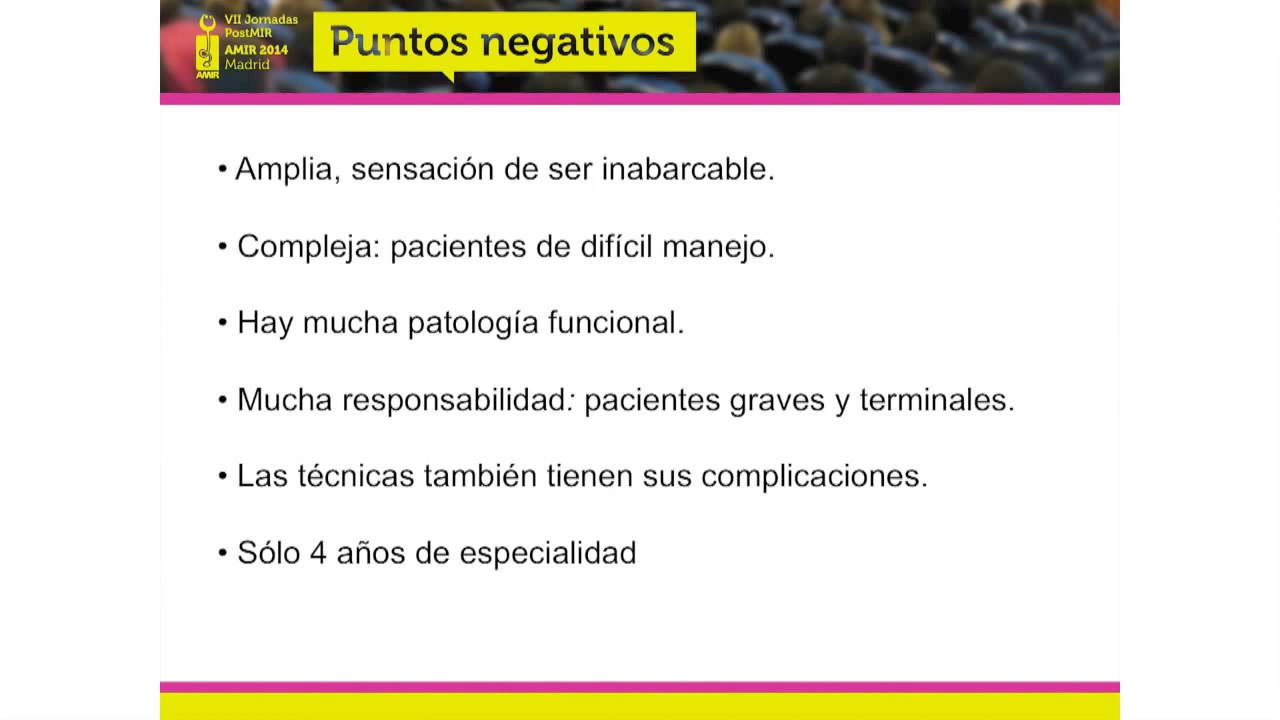 VII Jornadas
PostMIR
AMIR 2014
Madrid
AMIR
Puntos negativos
• Amplia, sensación de ser inabarcable.
• Compleja: pacientes de difícil manejo.
• Hay mucha patología funcional.
• Mucha responsabilidad: pacientes graves y terminales.
• Las técnicas también tienen sus complicaciones.
• Sólo 4 años de especialidad